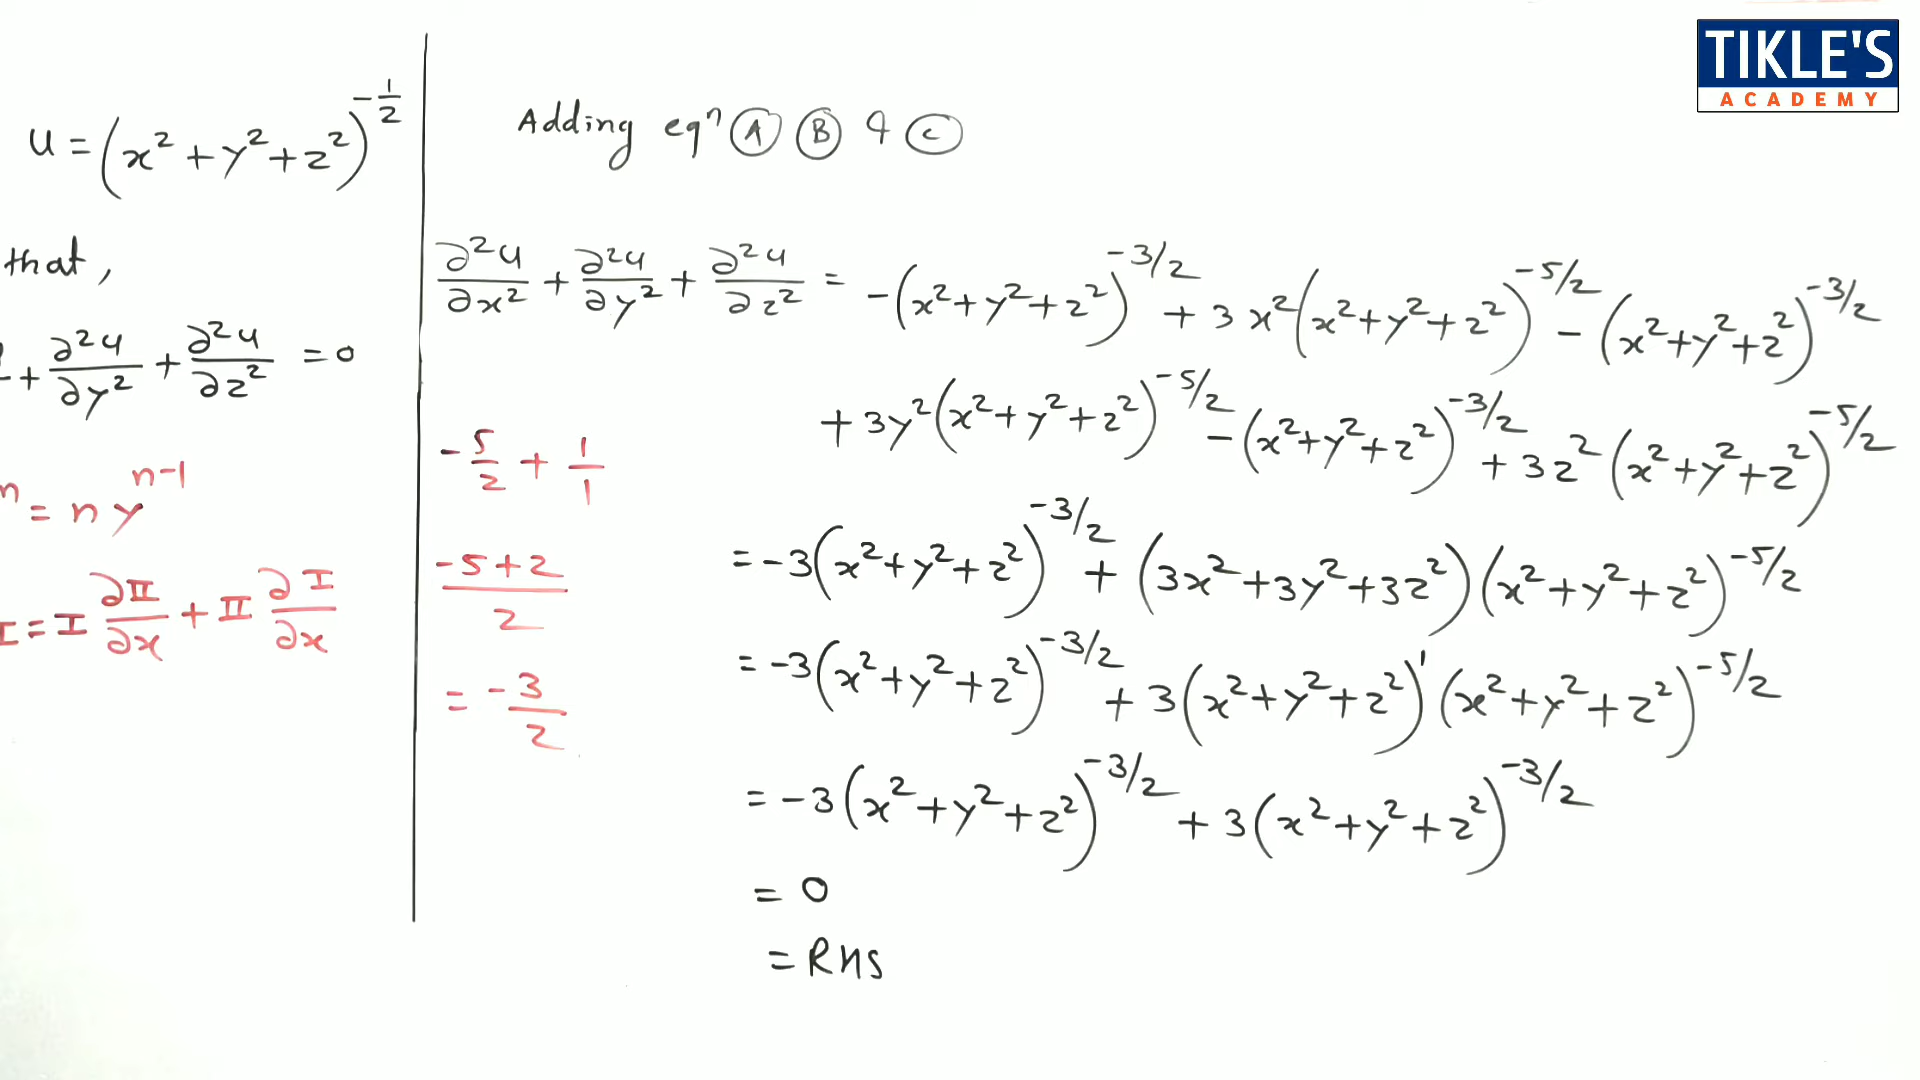 TIKLE'S
ACADEMY
u = (x² + y² + z²)^(-1/2)
that,
+ ∂²u/∂y² + ∂²u/∂z² = 0
n = n y^(n-1)
I = I ∂II/∂x + II ∂I/∂x
Adding eqⁿ Ⓐ Ⓑ & Ⓒ
∂²u/∂x² + ∂²u/∂y² + ∂²u/∂z² = -(x² + y² + z²)^(-3/2) + 3x²(x² + y² + z²)^(-5/2) - (x² + y² + z²)^(-3/2)
+ 3y²(x² + y² + z²)^(-5/2) - (x² + y² + z²)^(-3/2) + 3z²(x² + y² + z²)^(-5/2)
= -3(x² + y² + z²)^(-3/2) + (3x² + 3y² + 3z²)(x² + y² + z²)^(-5/2)
= -3(x² + y² + z²)^(-3/2) + 3(x² + y² + z²)^1 (x² + y² + z²)^(-5/2)
= -3(x² + y² + z²)^(-3/2) + 3(x² + y² + z²)^(-3/2)
= 0
= RHS
-5/2 + 1/1
(-5+2)/2
= -3/2